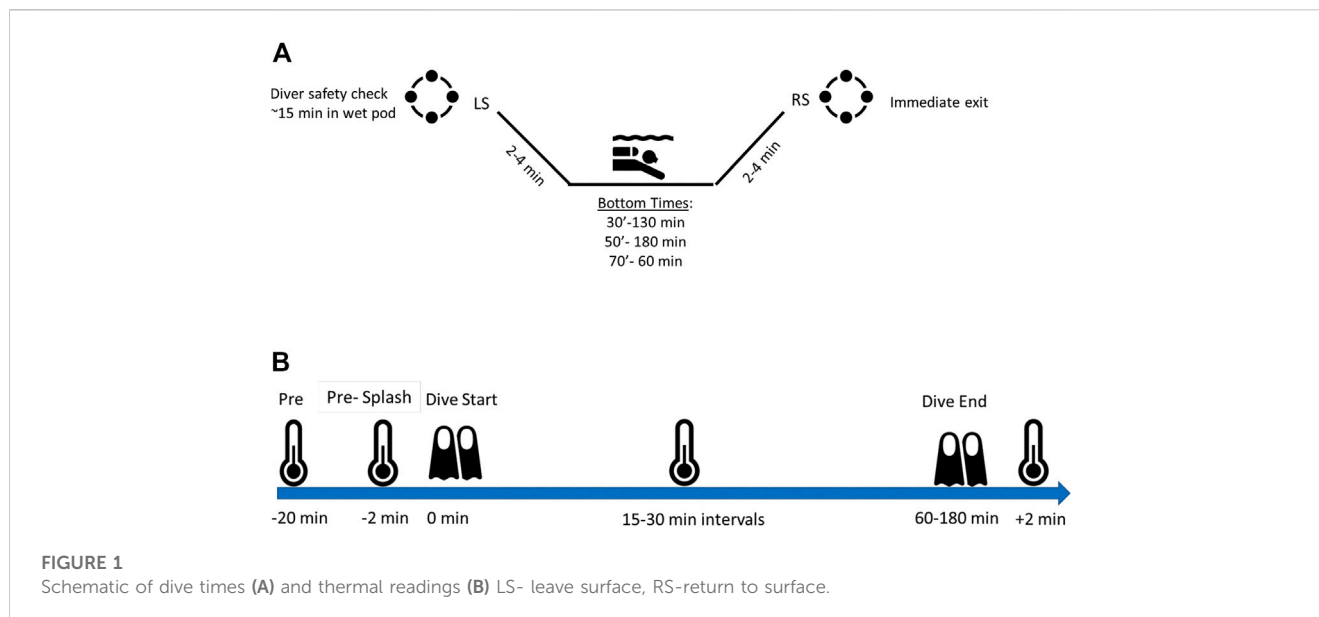 A
Diver safety check
~15 min in wet pod
LS
2-4 min
Bottom Times:
30’-130 min
50’- 180 min
70’- 60 min
2-4 min
RS
Immediate exit
B
Pre
Pre- Splash
Dive Start
Dive End
-20 min
-2 min
0 min
15-30 min intervals
60-180 min
+2 min
FIGURE 1
Schematic of dive times (A) and thermal readings (B) LS- leave surface, RS-return to surface.